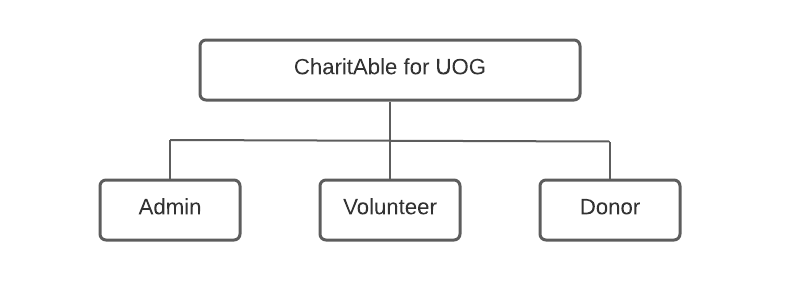 CharitAble for UOG
Admin
Volunteer
Donor